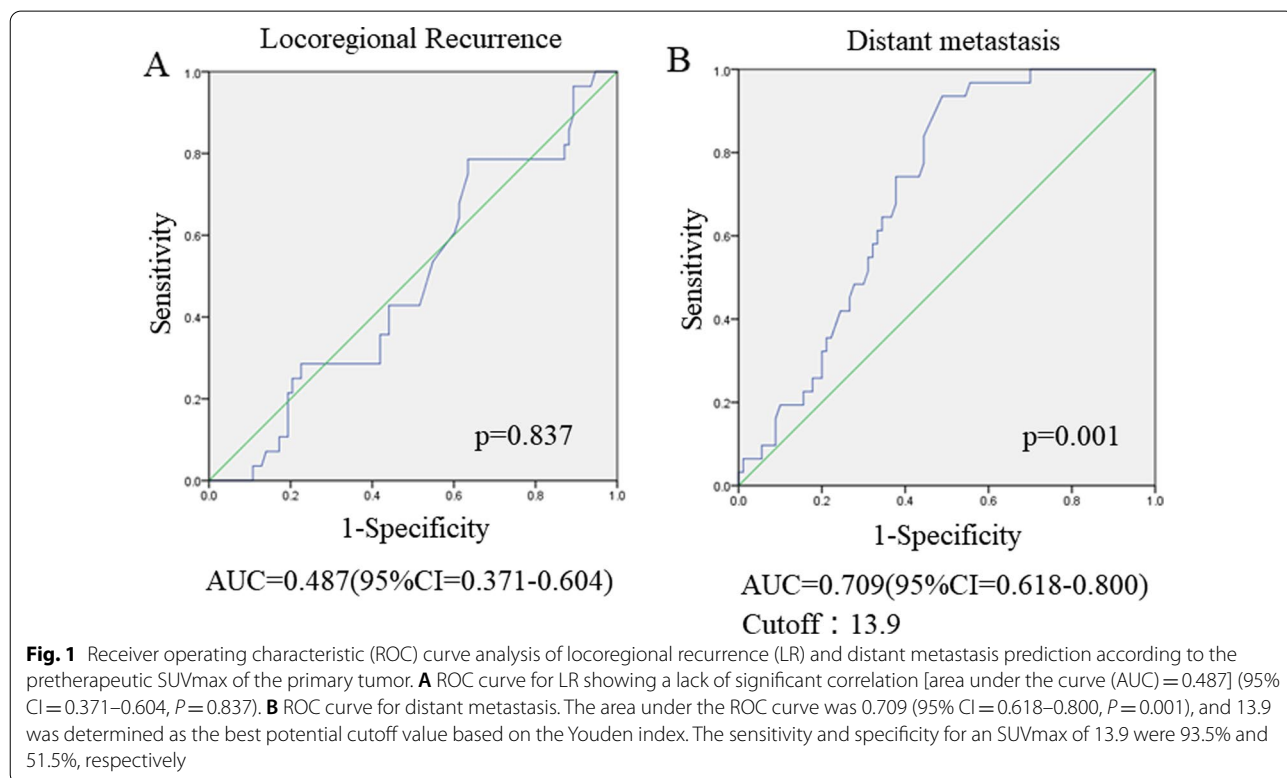 Locoregional Recurrence
A
1.0
0.8
0.6
0.4
0.2
0.0
Sensitivity
p=0.837
0.0 0.2 0.4 0.6 0.8 1.0
1-Specificity
AUC=0.487(95%CI=0.371-0.604)
Distant metastasis
B
1.0
0.8
0.6
0.4
0.2
0.0
Sensitivity
p=0.001
0.0 0.2 0.4 0.6 0.8 1.0
1-Specificity
AUC=0.709(95%CI=0.618-0.800)
Cutoff：13.9
Fig. 1 Receiver operating characteristic (ROC) curve analysis of locoregional recurrence (LR) and distant metastasis prediction according to the
pretherapeutic SUVmax of the primary tumor. A ROC curve for LR showing a lack of significant correlation [area under the curve (AUC) = 0.487] (95%
CI = 0.371–0.604, P = 0.837). B ROC curve for distant metastasis. The area under the ROC curve was 0.709 (95% CI = 0.618–0.800, P = 0.001), and 13.9
was determined as the best potential cutoff value based on the Youden index. The sensitivity and specificity for an SUVmax of 13.9 were 93.5% and
51.5%, respectively